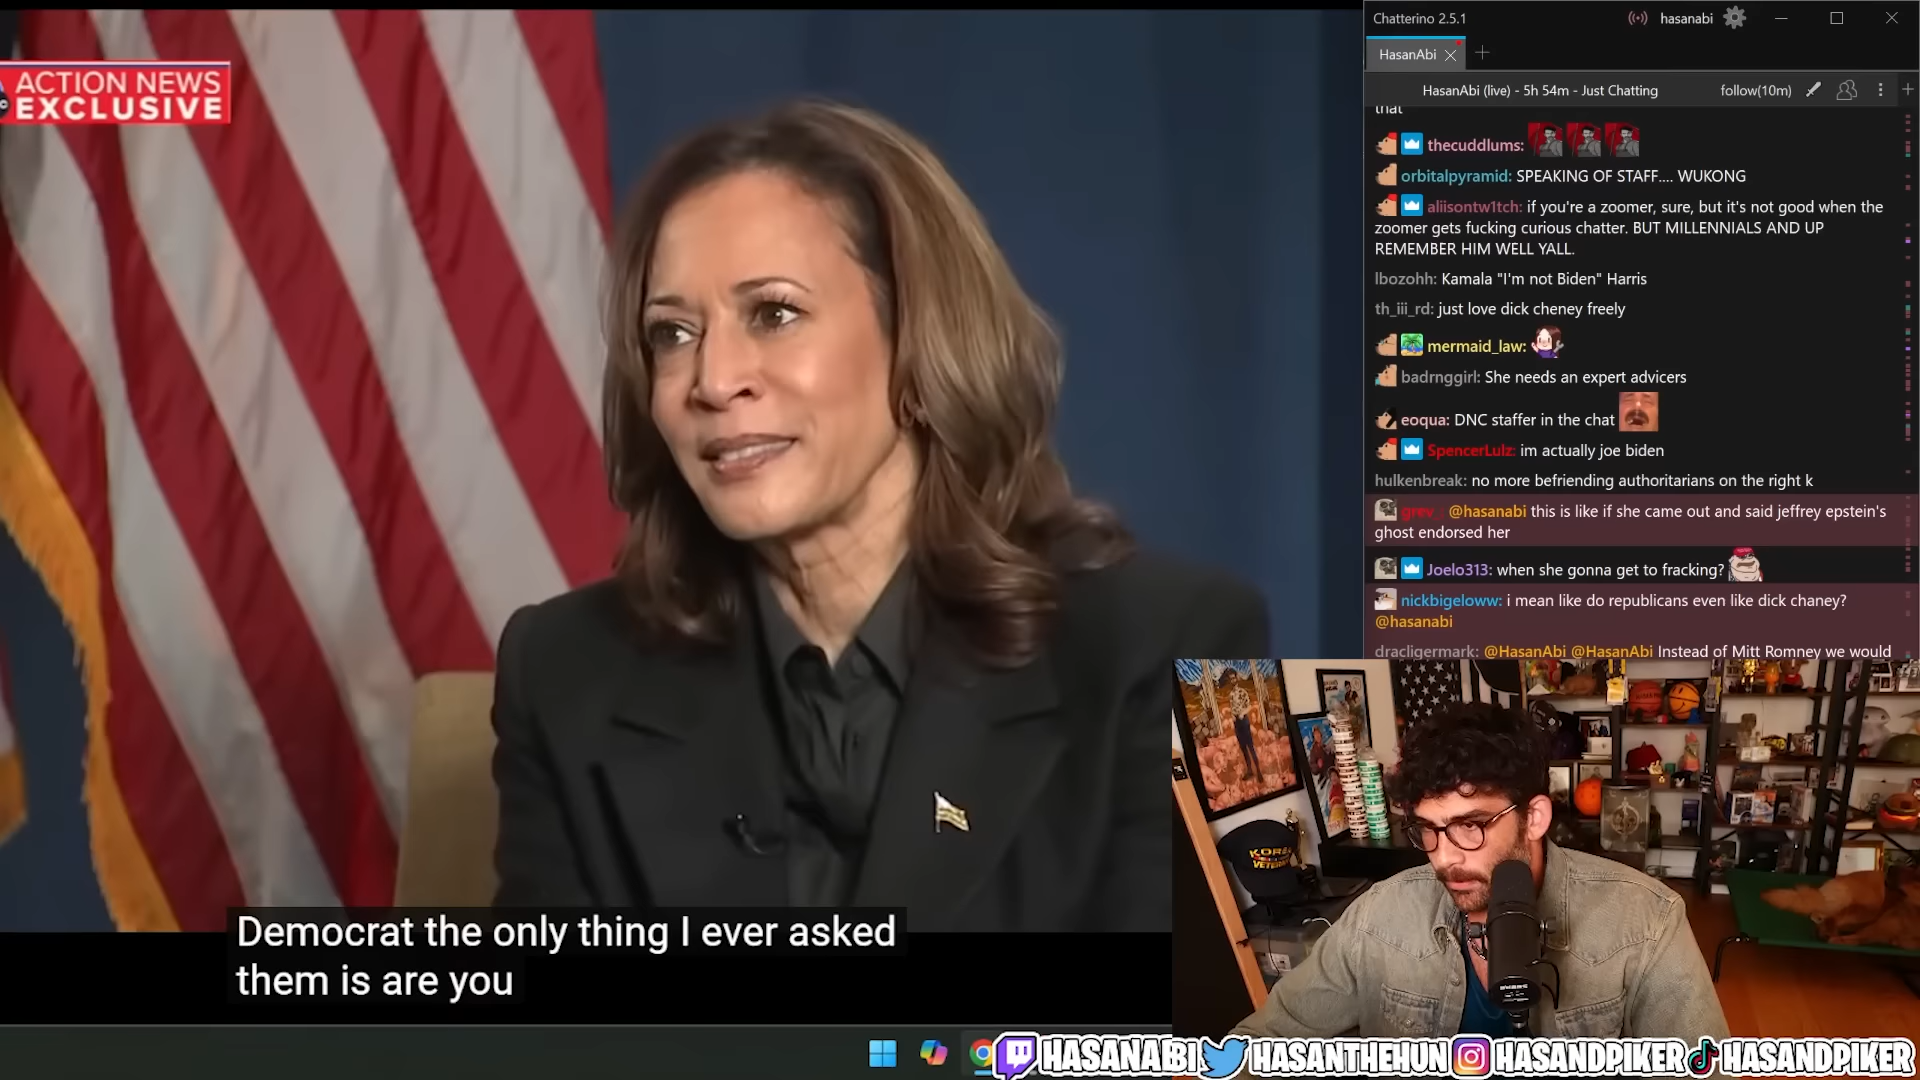 ACTION NEWS
EXCLUSIVE
Democrat the only thing I ever asked
them is are you
Chatterino 2.5.1
hasanabi
HasanAbi
HasanAbi (live) - 5h 54m - Just Chatting
follow(10m)
that
thecuddlums:
orbitalpyramid: SPEAKING OF STAFF.... WUKONG
aliisontw1tch: if you're a zoomer, sure, but it's not good when the
zoomer gets fucking curious chatter. BUT MILLENNIALS AND UP
REMEMBER HIM WELL YALL.
lbozohh: Kamala "I'm not Biden" Harris
th_iii_rd: just love dick cheney freely
mermaid_law:
badrnggirl: She needs an expert advicers
eoqua: DNC staffer in the chat
SpencerLulz: im actually joe biden
hulkenbreak: no more befriending authoritarians on the right k
grev_: @hasanabi this is like if she came out and said jeffrey epstein's
ghost endorsed her
Joelo313: when she gonna get to fracking?
nickbigeloww: i mean like do republicans even like dick chaney?
@hasanabi
dracligermark: @HasanAbi @HasanAbi Instead of Mitt Romney we would
KOREA
VETERAN
HASANABI HASANTHEHUN HASANDPIKER HASANDPIKER